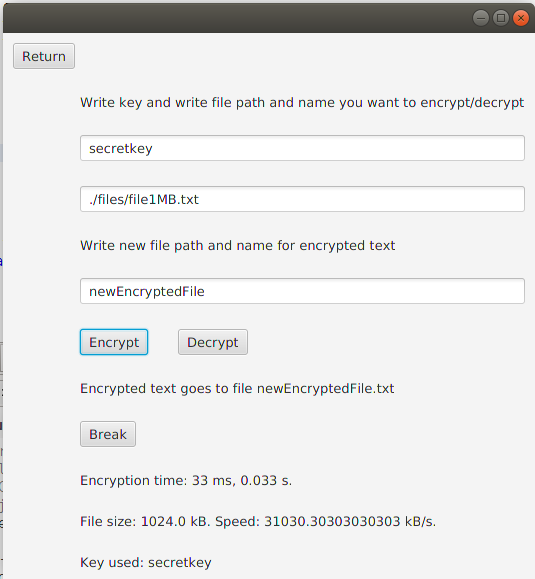 Return
Write key and write file path and name you want to encrypt/decrypt
secretkey
./files/file1MB.txt
Write new file path and name for encrypted text
newEncryptedFile
Encrypt Decrypt
Encrypted text goes to file newEncryptedFile.txt
Break
Encryption time: 33 ms, 0.033 s.
File size: 1024.0 kB. Speed: 31030.30303030303 kB/s.
Key used: secretkey